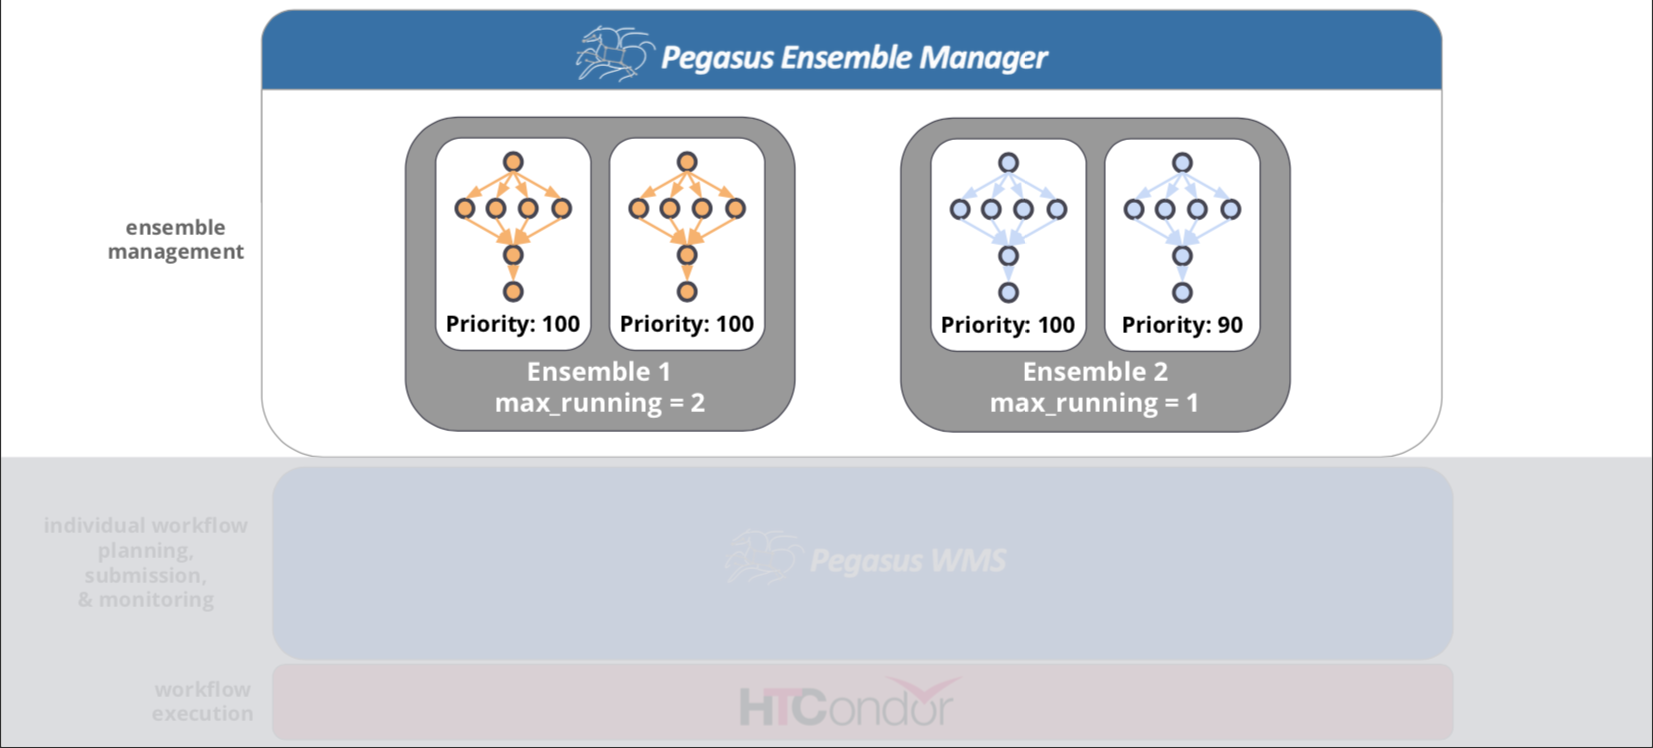 Pegasus Ensemble Manager
ensemble
management
Priority: 100
Priority: 100
Ensemble 1
max_running = 2
Priority: 100
Priority: 90
Ensemble 2
max_running = 1
individual workflow
planning,
submission,
& monitoring
Pegasus WMS
workflow
execution
HTCondor